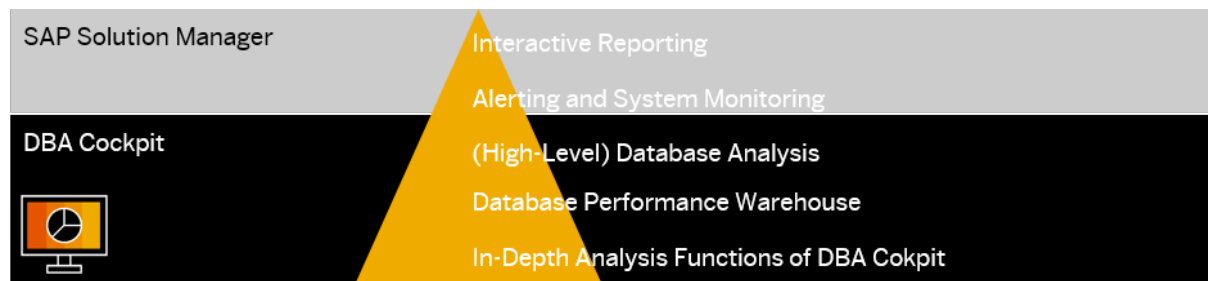 SAP Solution Manager
Interactive Reporting
Alerting and System Monitoring
DBA Cockpit
(High-Level) Database Analysis
Database Performance Warehouse
In-Depth Analysis Functions of DBA Cokpit